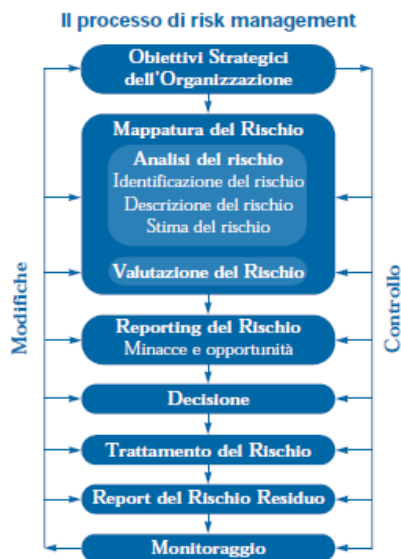 Il processo di risk management
Obiettivi Strategici
dell'Organizzazione
Mappatura del Rischio
Analisi del rischio
Identificazione del rischio
Descrizione del rischio
Stima del rischio
Valutazione del Rischio
Reporting del Rischio
Minacce e opportunità
Decisione
Trattamento del Rischio
Report del Rischio Residuo
Monitoraggio
Modifiche
Controllo